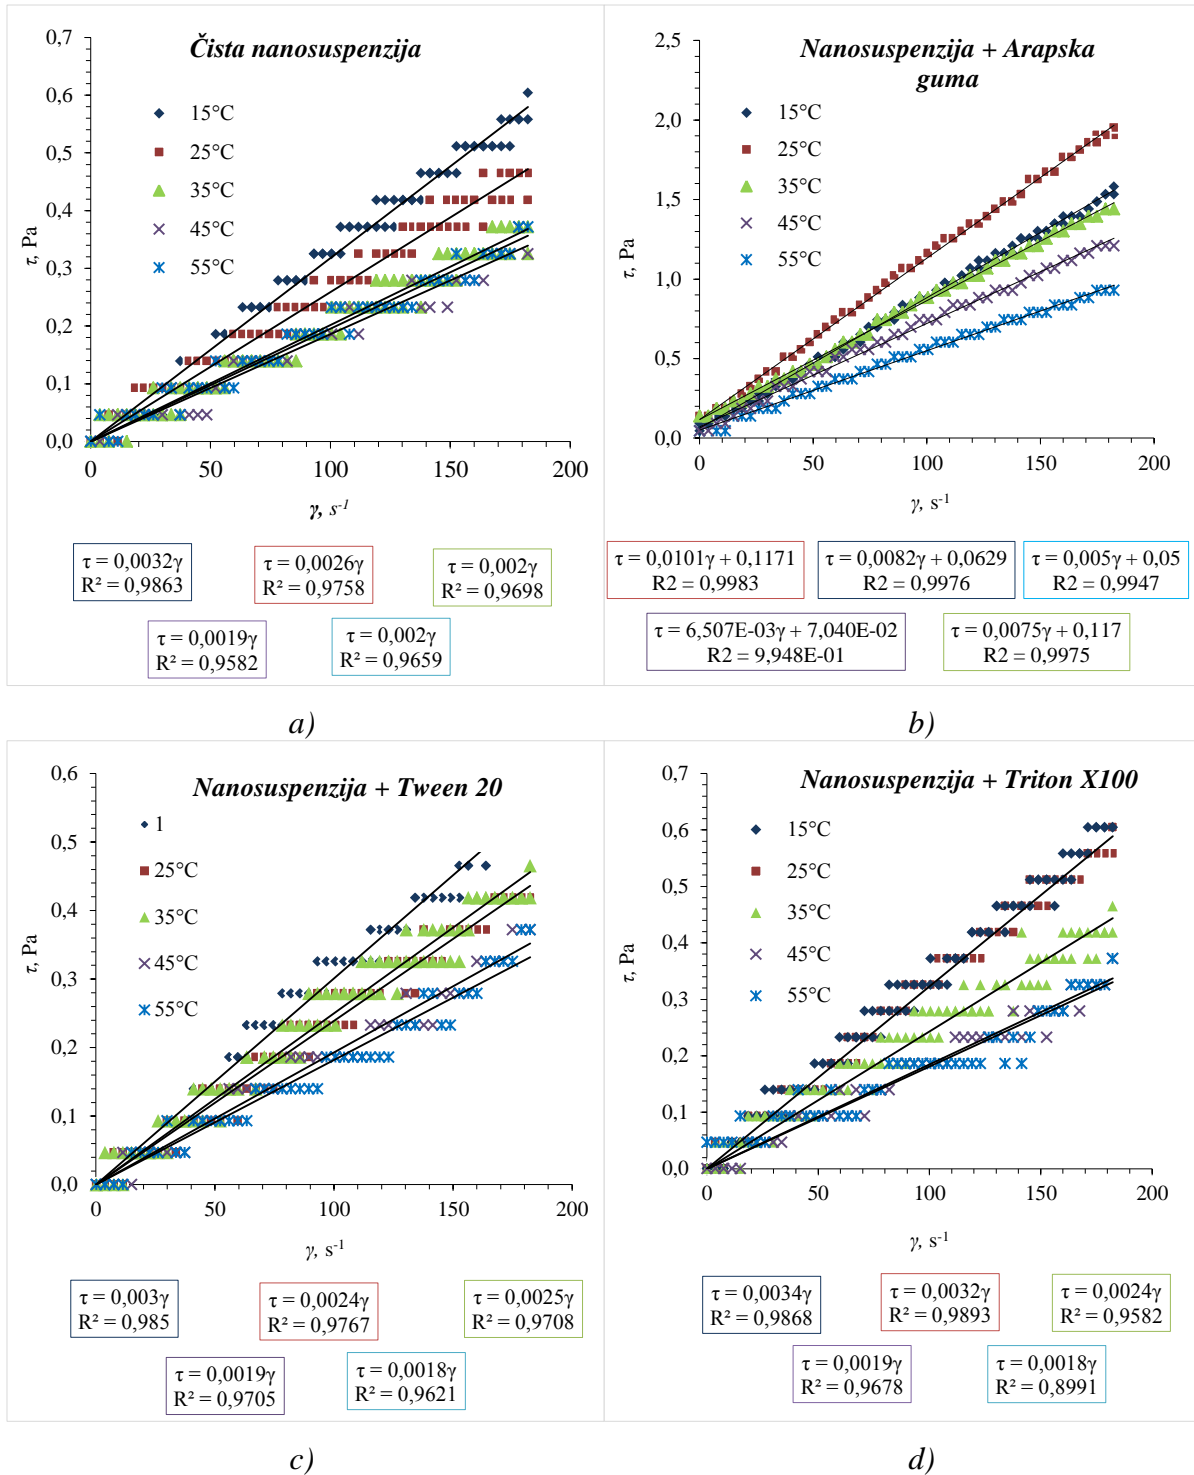 Čista nanosuspenzija
0,7
0,6
0,5
0,4
0,3
0,2
0,1
0,0
τ, Pa
15°C
25°C
35°C
45°C
55°C
0 50 100 150 200
γ, s-1
τ = 0,0032γ
R² = 0,9863
τ = 0,0026γ
R² = 0,9758
τ = 0,002γ
R² = 0,9698
τ = 0,0019γ
R² = 0,9582
τ = 0,002γ
R² = 0,9659
a)
Nanosuspenzija + Arapska
guma
2,5
2,0
1,5
1,0
0,5
0,0
τ, Pa
15°C
25°C
35°C
45°C
55°C
0 50 100 150 200
γ, s-1
τ = 0,0101γ + 0,1171
R2 = 0,9983
τ = 0,0082γ + 0,0629
R2 = 0,9976
τ = 0,005γ + 0,05
R2 = 0,9947
τ = 6,507E-03γ + 7,040E-02
R2 = 9,948E-01
τ = 0,0075γ + 0,117
R2 = 0,9975
b)
Nanosuspenzija + Tween 20
0,6
0,5
0,4
0,3
0,2
0,1
0,0
τ, Pa
1
25°C
35°C
45°C
55°C
0 50 100 150 200
γ, s-1
τ = 0,003γ
R² = 0,985
τ = 0,0024γ
R² = 0,9767
τ = 0,0025γ
R² = 0,9708
τ = 0,0019γ
R² = 0,9705
τ = 0,0018γ
R² = 0,9621
c)
Nanosuspenzija + Triton X100
0,7
0,6
0,5
0,4
0,3
0,2
0,1
0,0
τ, Pa
15°C
25°C
35°C
45°C
55°C
0 50 100 150 200
γ, s-1
τ = 0,0034γ
R² = 0,9868
τ = 0,0032γ
R² = 0,9893
τ = 0,0024γ
R² = 0,9582
τ = 0,0019γ
R² = 0,9678
τ = 0,0018γ
R² = 0,8991
d)